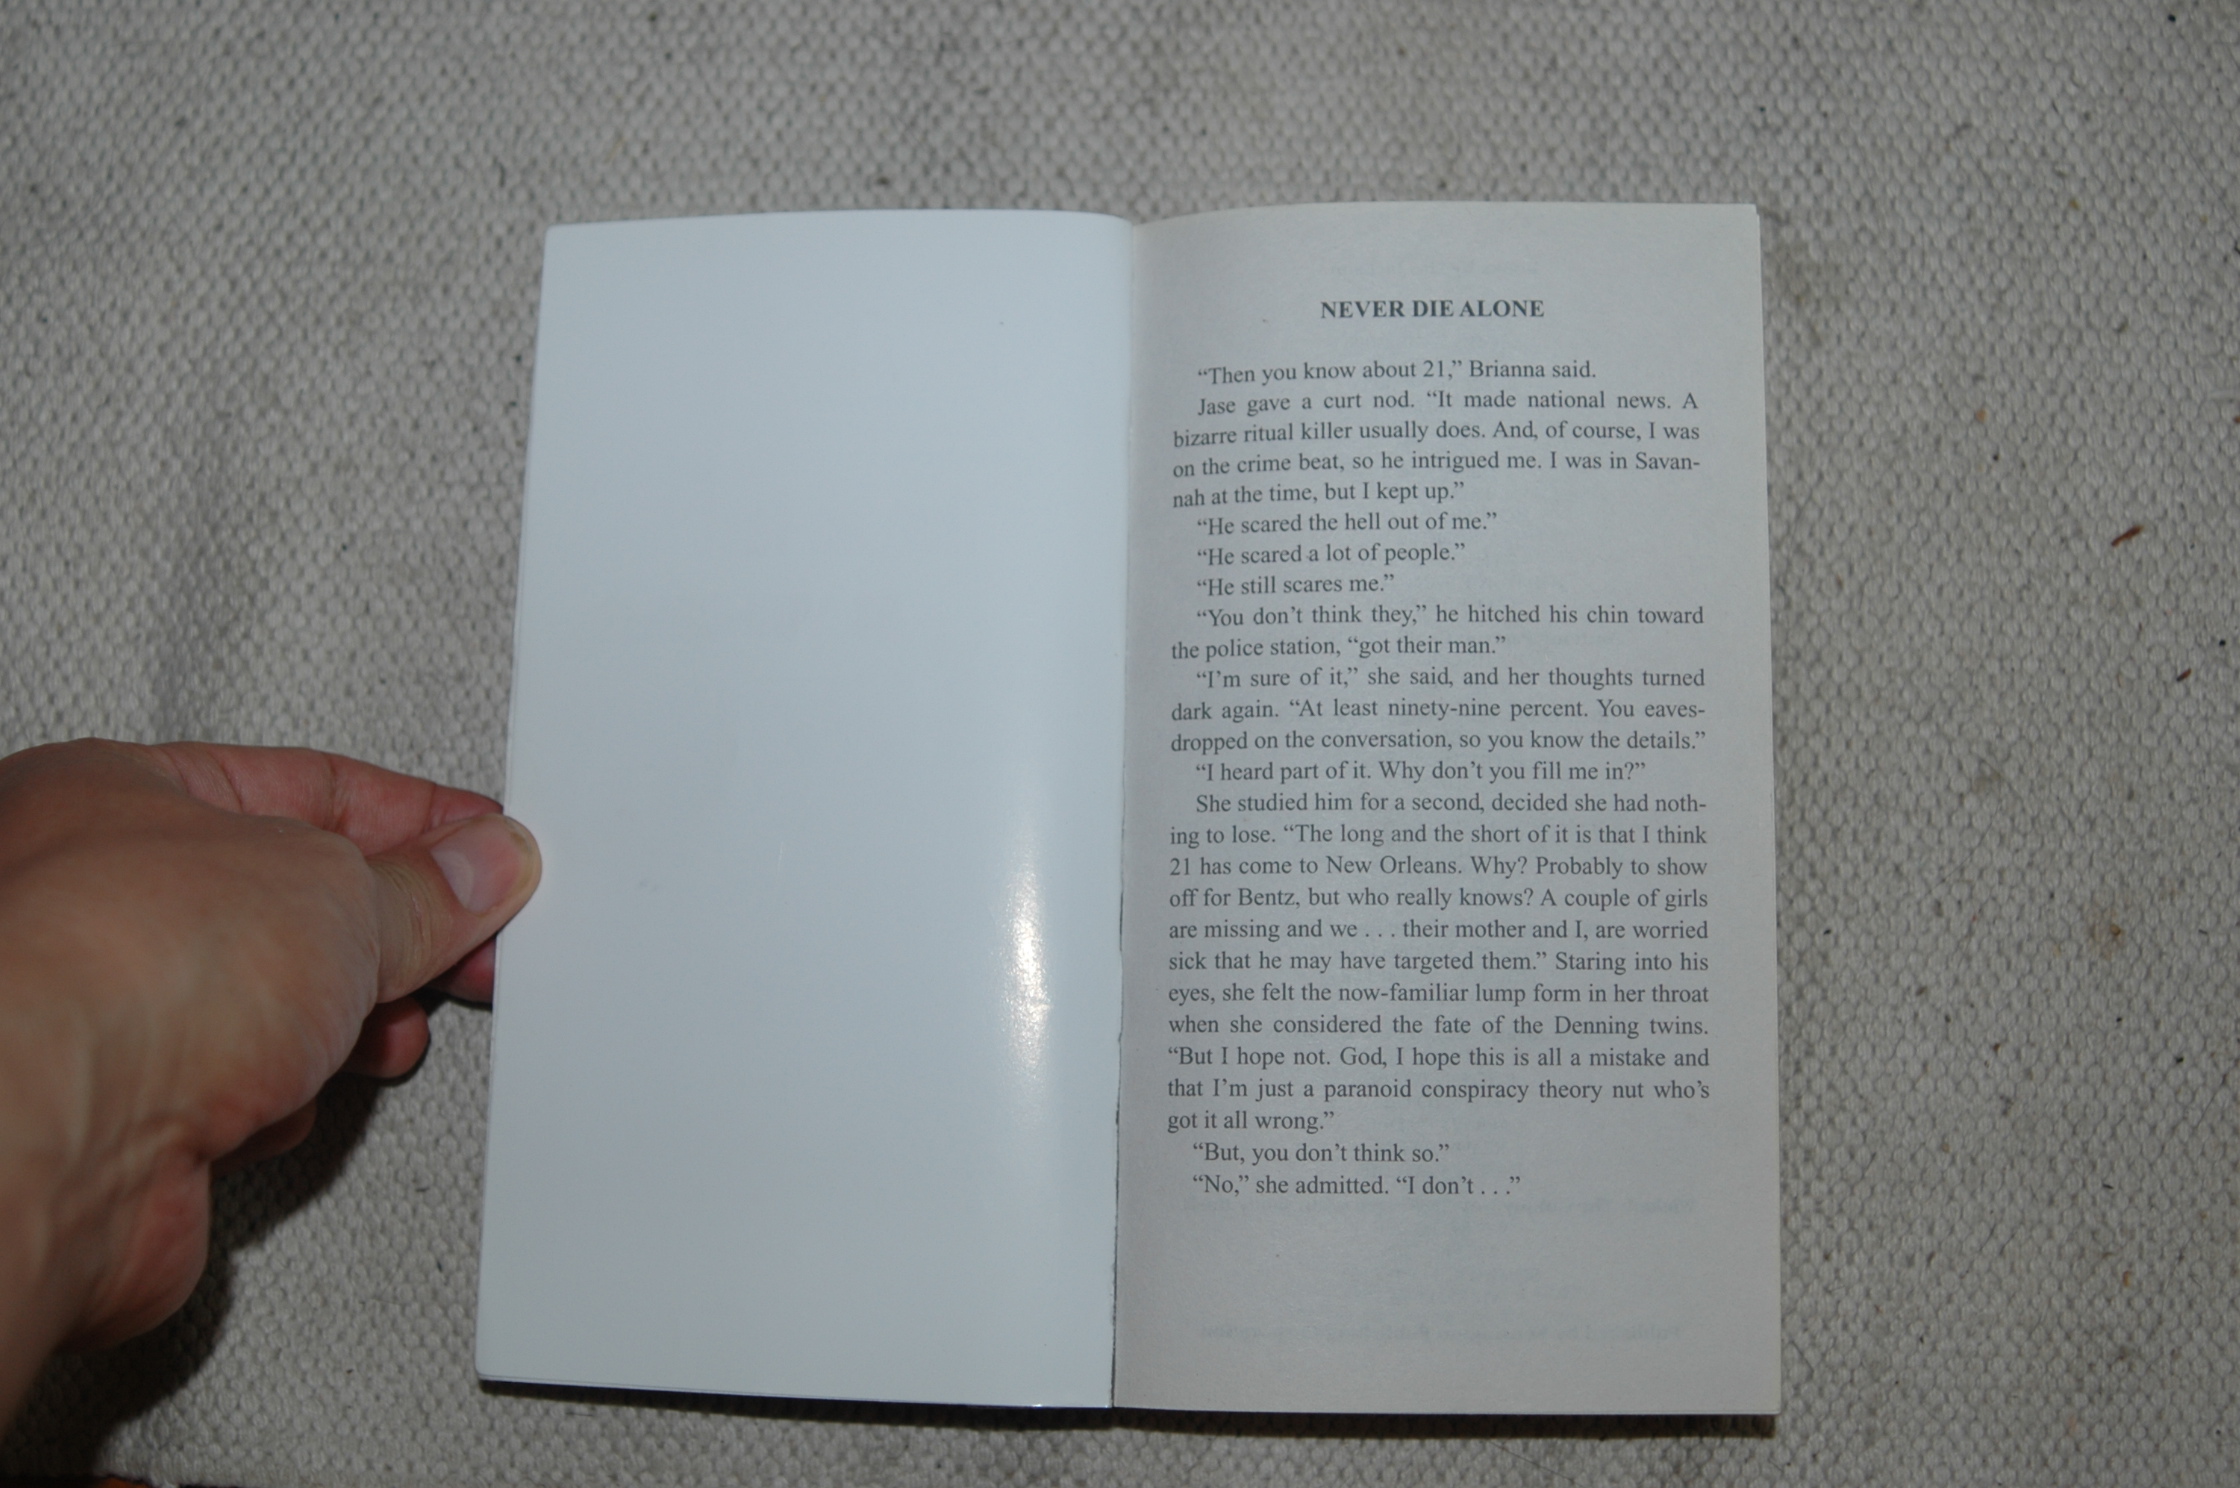 NEVER DIE ALONE
“Then you know about 21,” Brianna said.
Jase gave a curt nod. “It made national news. A
bizarre ritual killer usually does. And, of course, I was
on the crime beat, so he intrigued me. I was in Savan-
nah at the time, but I kept up.”
“He scared the hell out of me.”
“He scared a lot of people.”
“He still scares me.”
“You don’t think they,” he hitched his chin toward
the police station, “got their man.”
“I’m sure of it,” she said, and her thoughts turned
dark again. “At least ninety-nine percent. You eaves-
dropped on the conversation, so you know the details.”
“I heard part of it. Why don’t you fill me in?”
She studied him for a second, decided she had noth-
ing to lose. “The long and the short of it is that I think
21 has come to New Orleans. Why? Probably to show
off for Bentz, but who really knows? A couple of girls
are missing and we . . . their mother and I, are worried
sick that he may have targeted them.” Staring into his
eyes, she felt the now-familiar lump form in her throat
when she considered the fate of the Denning twins.
“But I hope not. God, I hope this is all a mistake and
that I’m just a paranoid conspiracy theory nut who’s
got it all wrong.”
“But, you don’t think so.”
“No,” she admitted. “I don’t . . .”